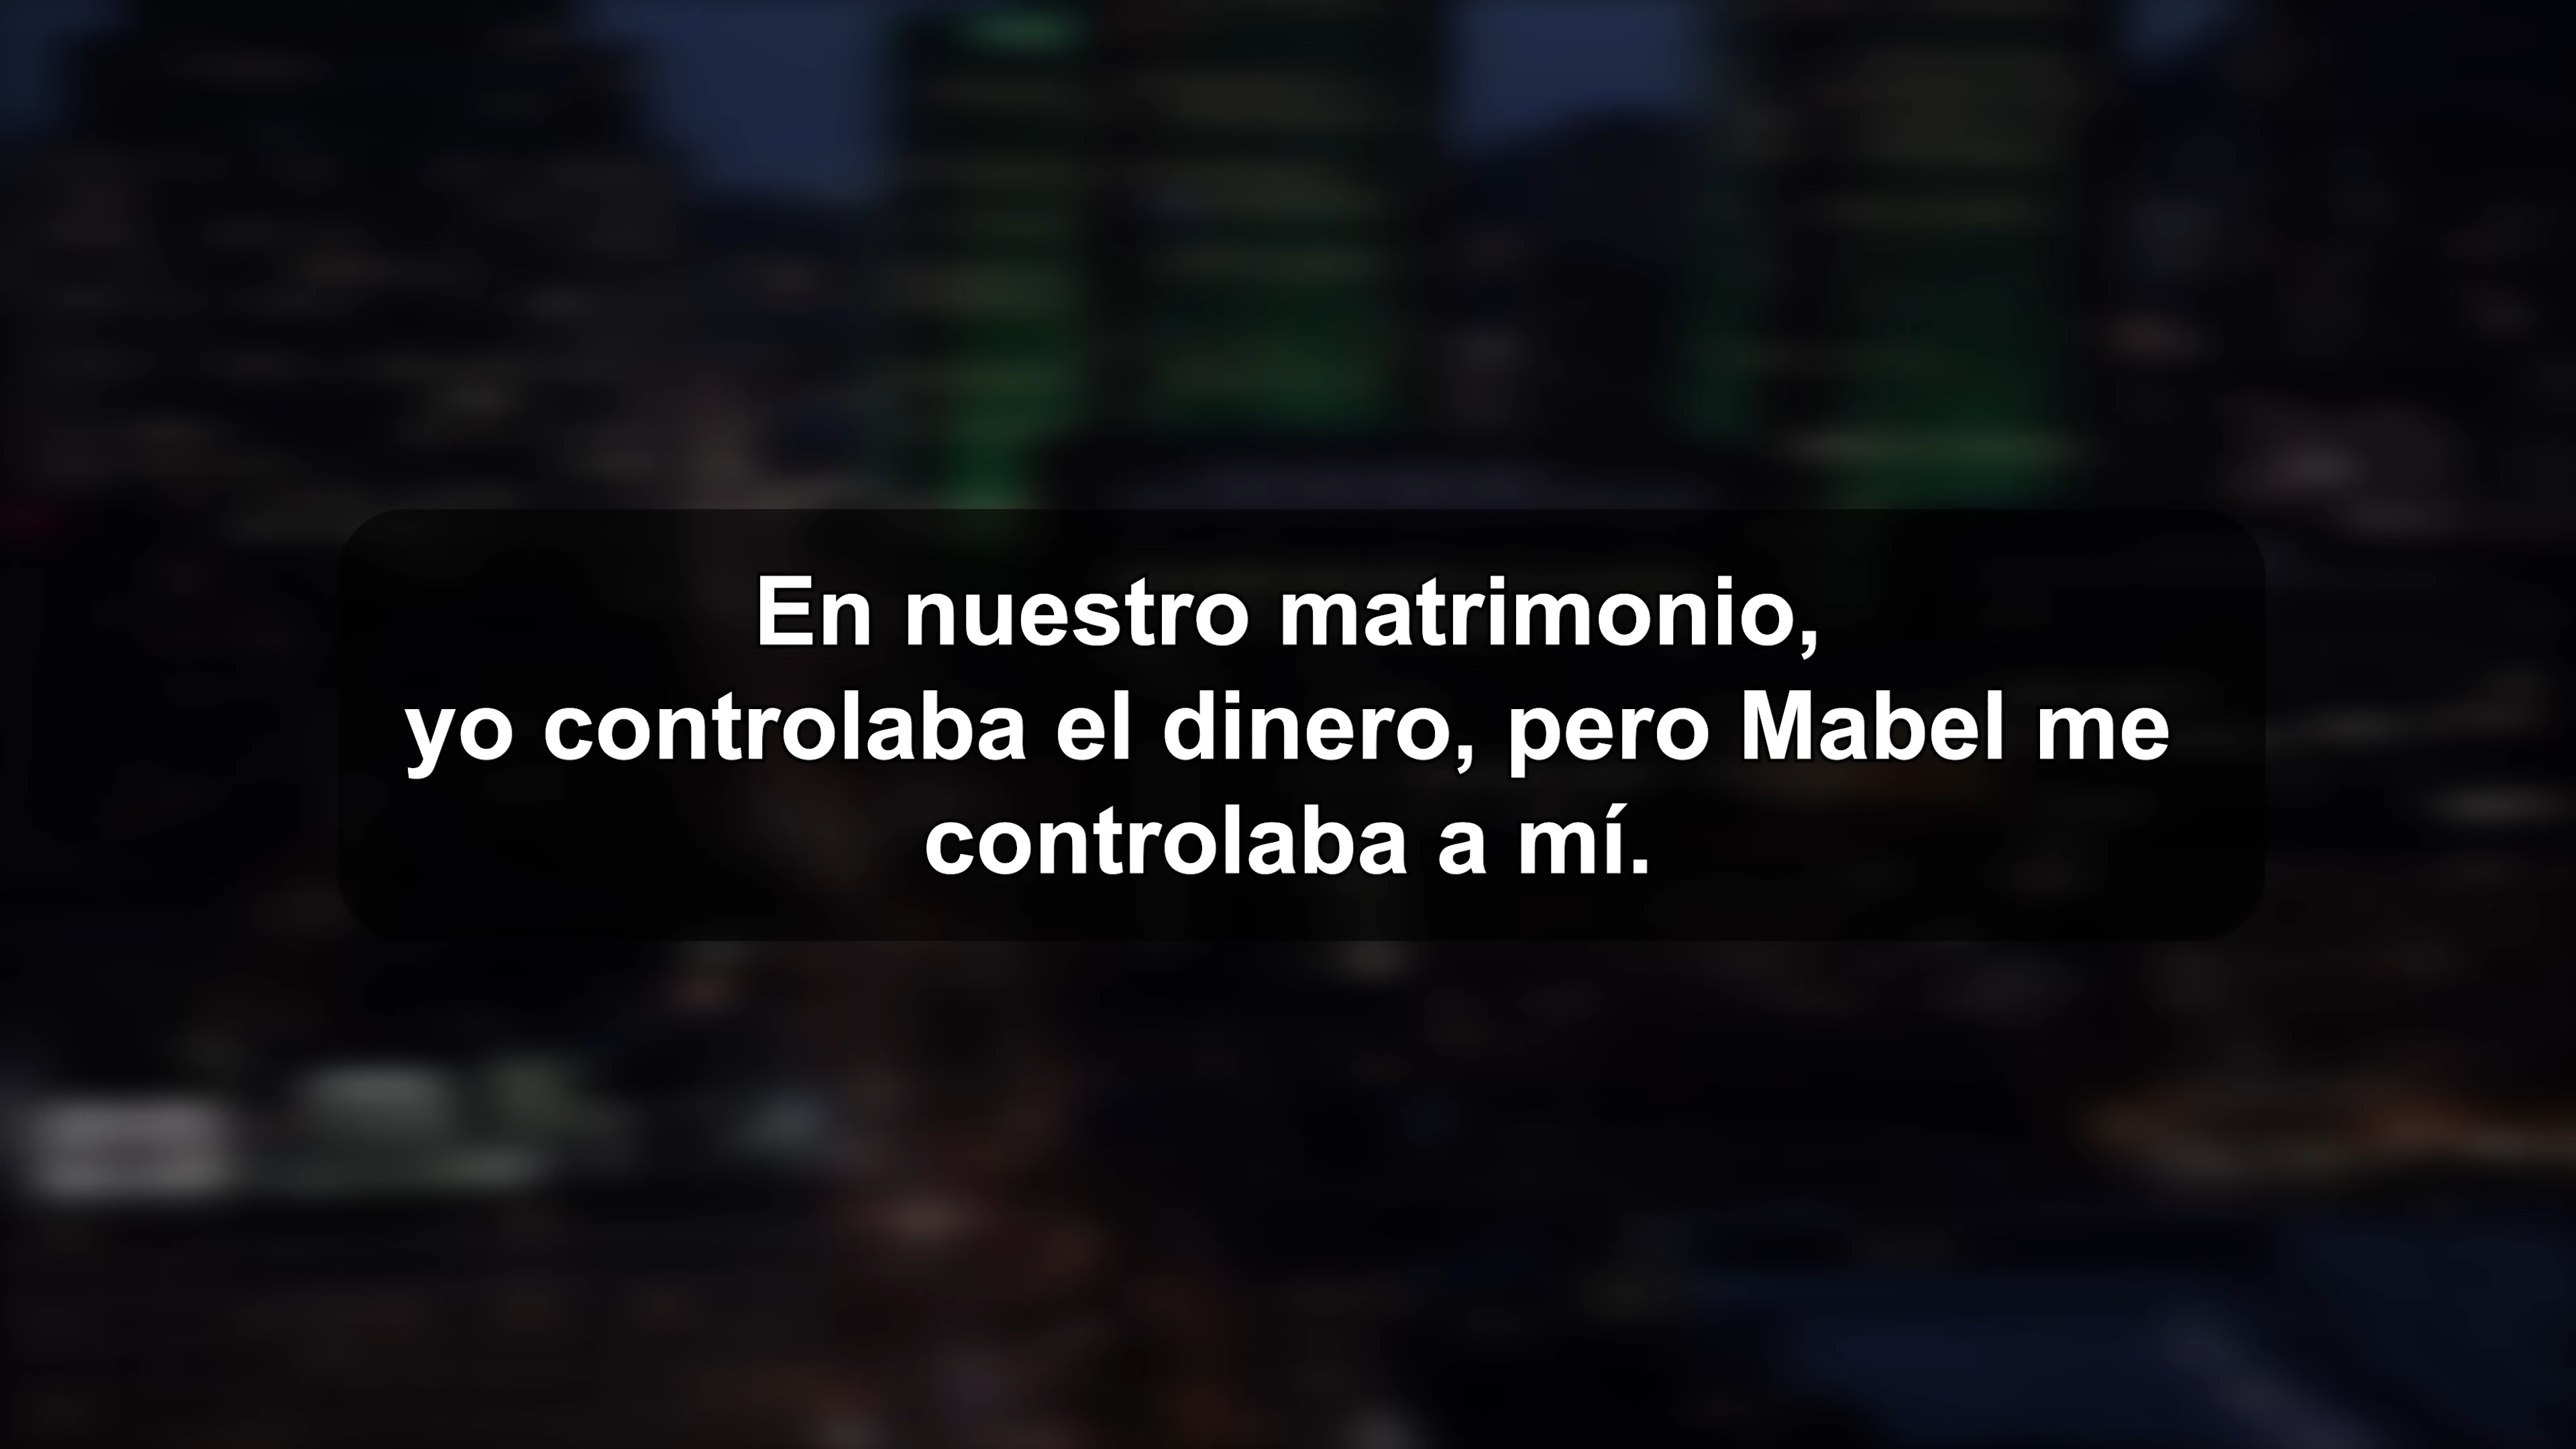 En nuestro matrimonio,
yo controlaba el dinero, pero Mabel me
controlaba a mí.